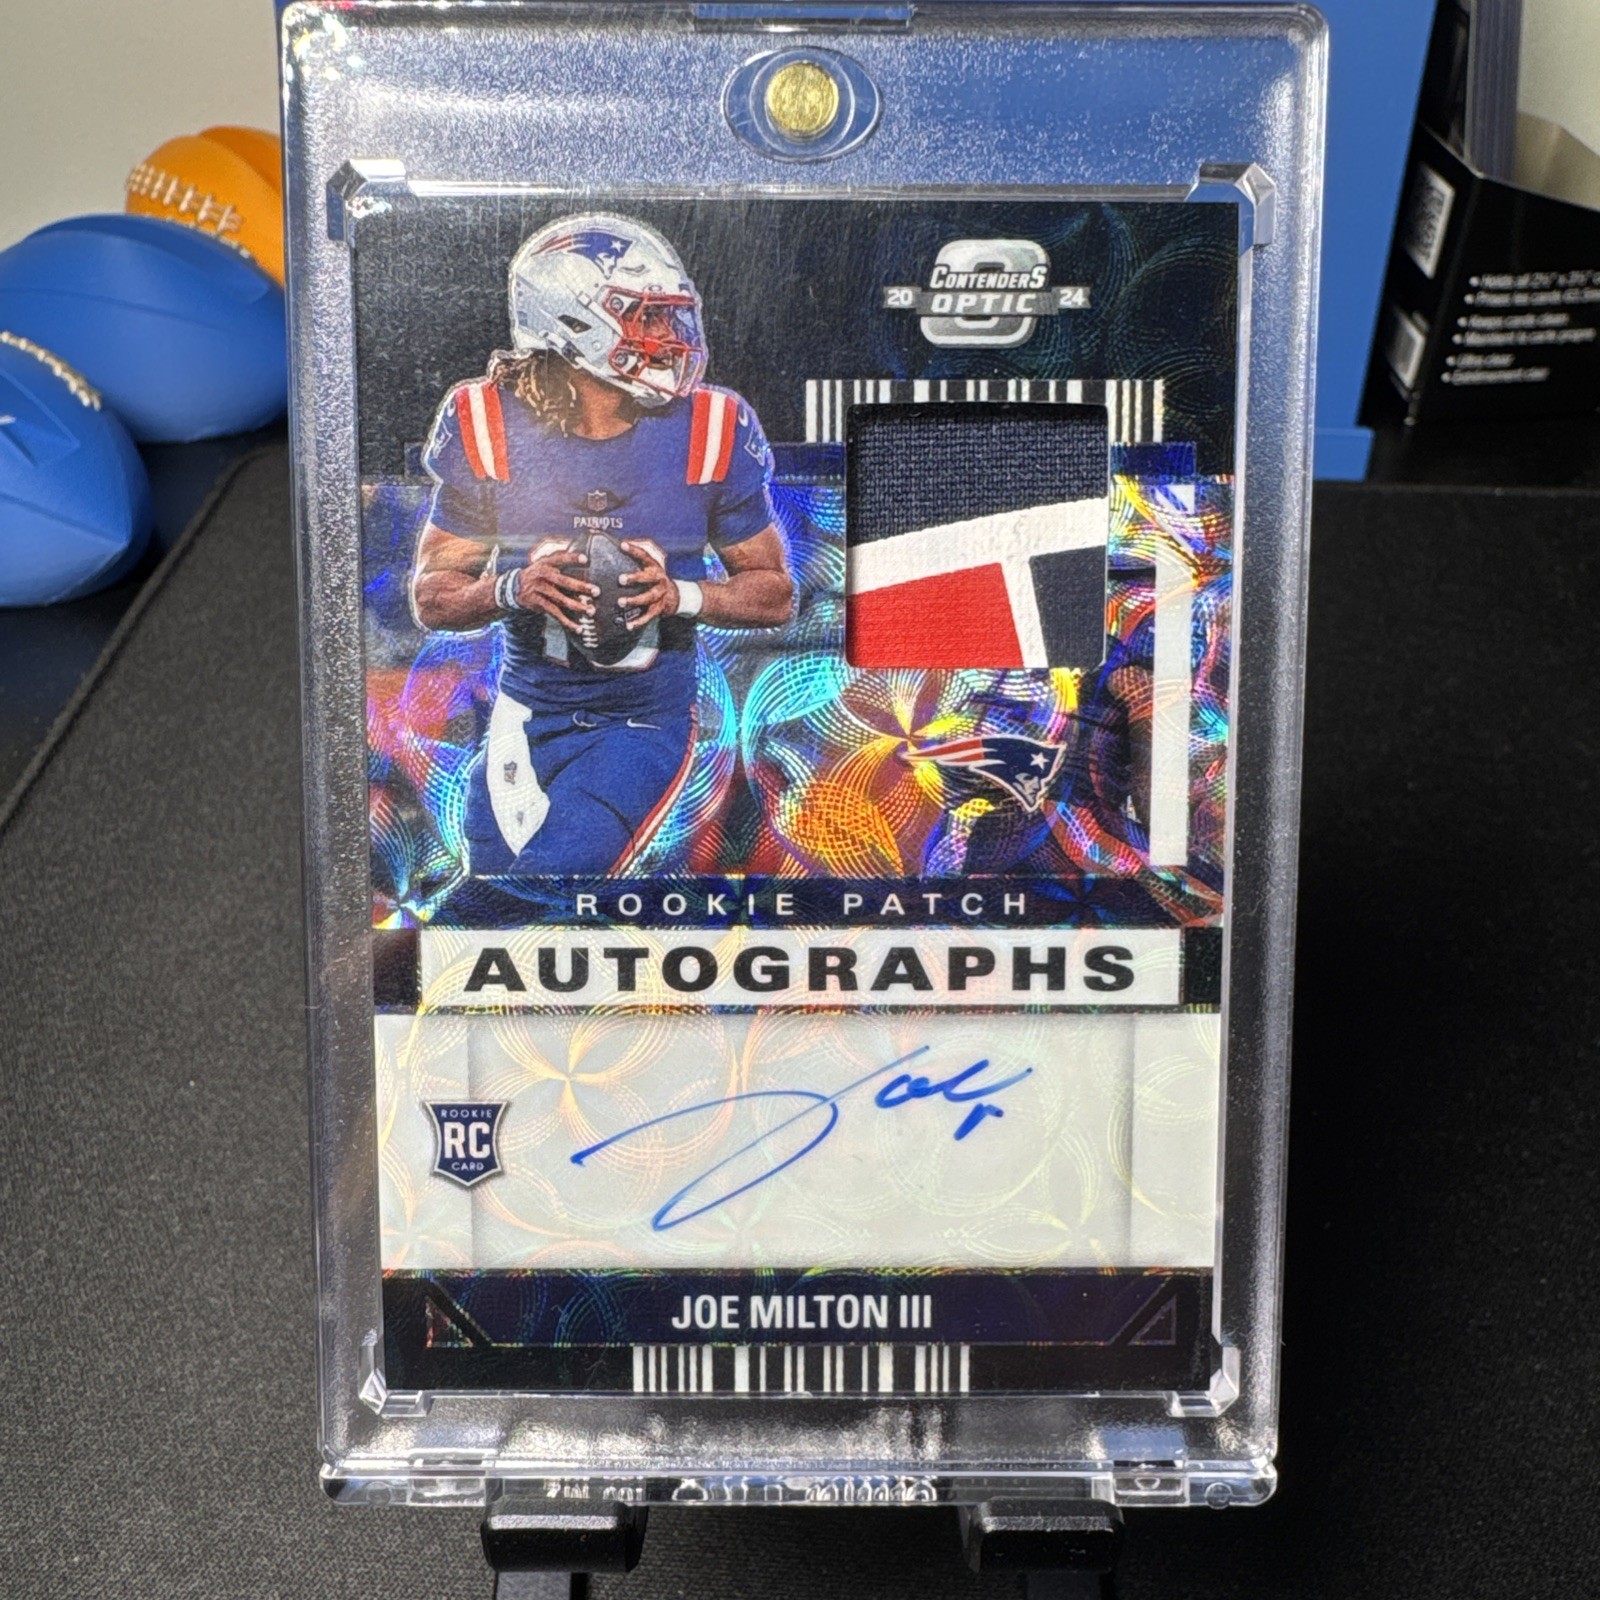 CONTENDERS
20 OPTIC 24
PATRIOTS
ROOKIE PATCH
AUTOGRAPHS
ROOKIE
RC
CARD
JOE MILTON III